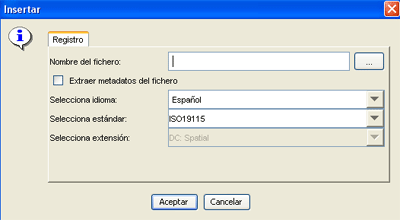 Insertar
Registro
Nombre del fichero:
...
Extraer metadatos del fichero
Selecciona idioma: Español
Selecciona estándar: ISO19115
Selecciona extensión: DC: Spatial
Aceptar Cancelar